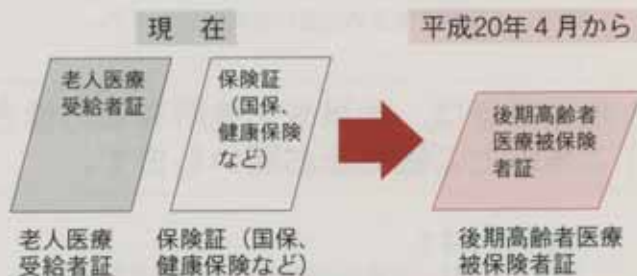 現 在
平成20年4月から
老人医療
受給者証
保険証
（国保、
健康保険
など）
後期高齢者
医療被保険
者証
老人医療
受給者証
保険証（国保、
健康保険など）
後期高齢者医療
被保険者証